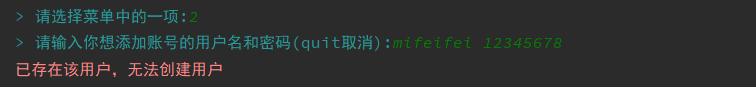 > 请选择菜单中的一项:2
> 请输入你想添加账号的用户名和密码(quit取消):mifeifei 12345678
已存在该用户，无法创建用户